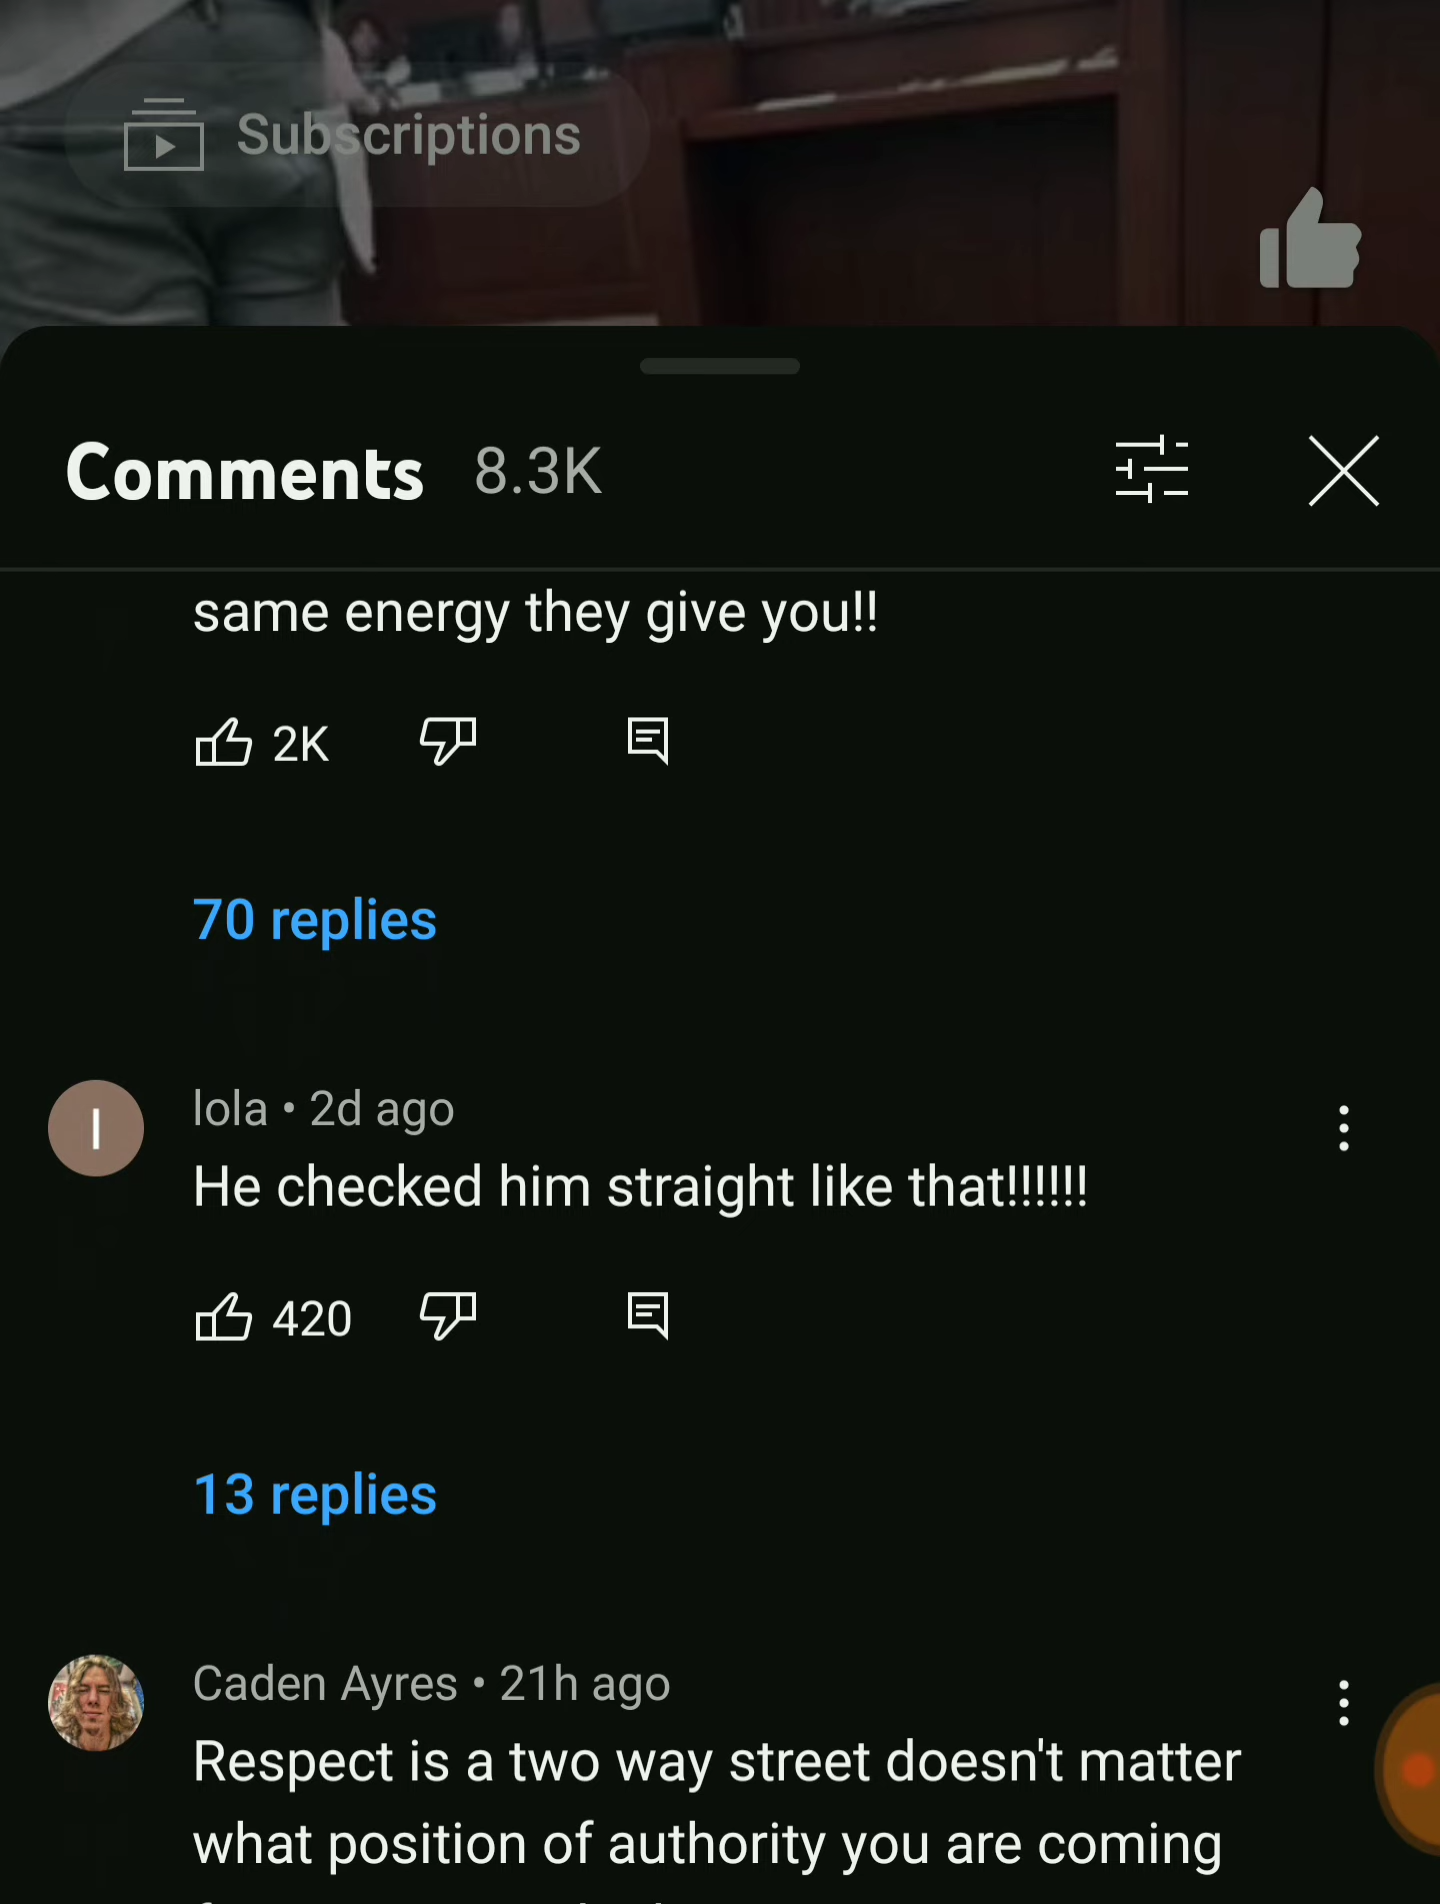 Subscriptions
Comments 8.3K
same energy they give you!!
2K
70 replies
l
lola • 2d ago
He checked him straight like that!!!!!!
420
13 replies
Caden Ayres • 21h ago
Respect is a two way street doesn't matter
what position of authority you are coming